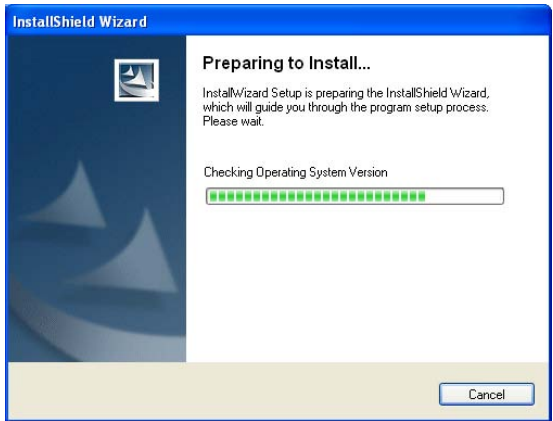 InstallShield Wizard
Preparing to Install...
InstallWizard Setup is preparing the InstallShield Wizard,
which will guide you through the program setup process.
Please wait.
Checking Operating System Version
Cancel